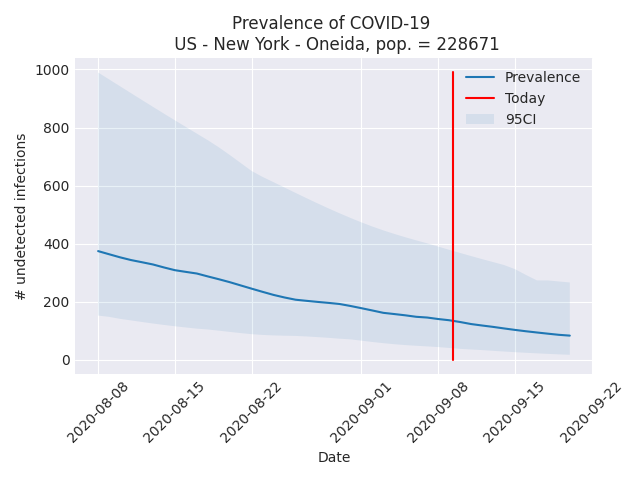 Prevalence of COVID-19
US - New York - Oneida, pop. = 228671
1000
800
600
400
200
0
# undetected infections
Prevalence
Today
95CI
2020-08-08
2020-08-15
2020-08-22
2020-09-01
2020-09-08
2020-09-15
2020-09-22
Date